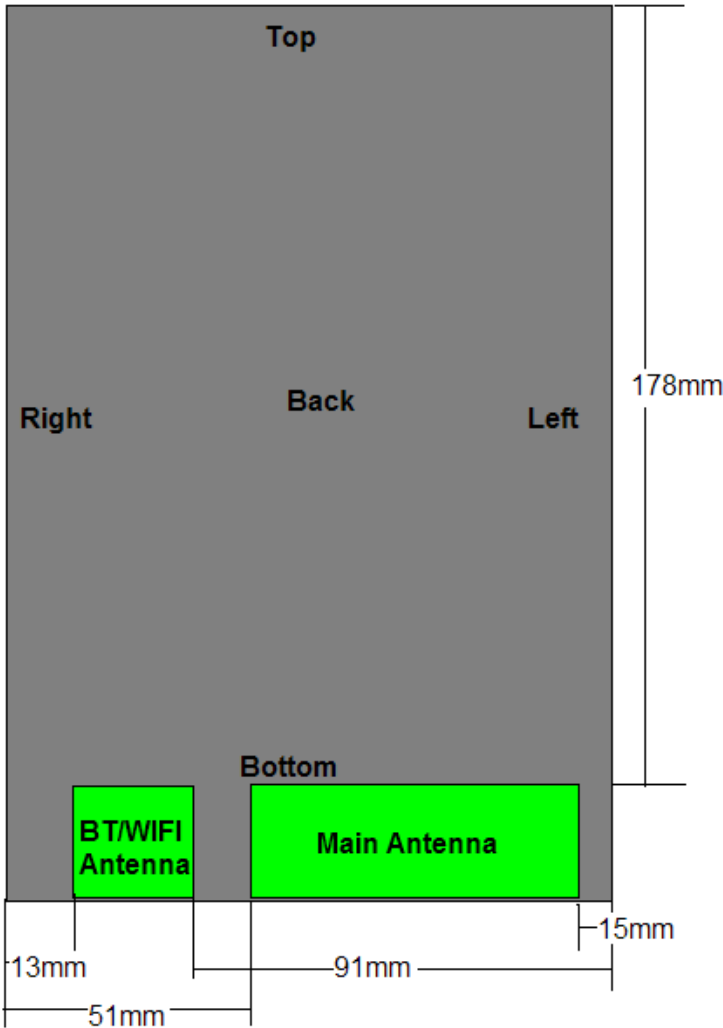 Top
178mm
Back
Right
Left
Bottom
BT/WIFI
Antenna
Main Antenna
15mm
13mm
91mm
51mm